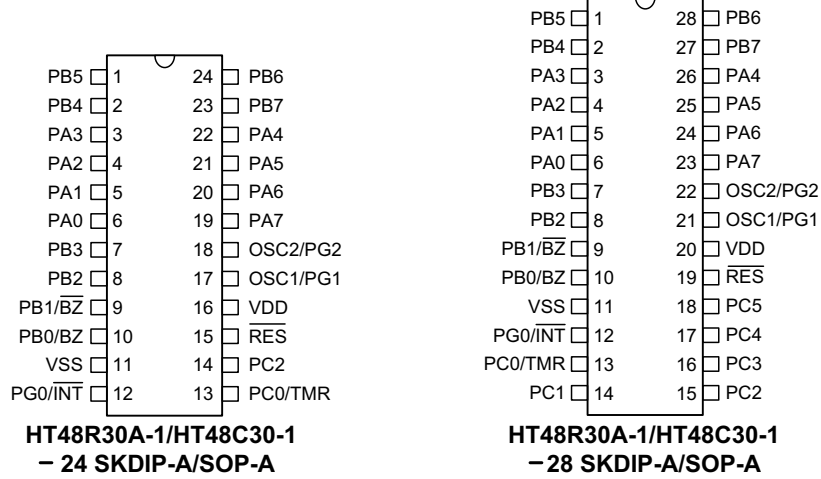 PB5 1 24 PB6
PB4 2 23 PB7
PA3 3 22 PA4
PA2 4 21 PA5
PA1 5 20 PA6
PA0 6 19 PA7
PB3 7 18 OSC2/PG2
PB2 8 17 OSC1/PG1
PB1/B̅Z̅ 9 16 VDD
PB0/BZ 10 15 R̅E̅S̅
VSS 11 14 PC2
PG0/I̅N̅T̅ 12 13 PC0/TMR
HT48R30A-1/HT48C30-1
– 24 SKDIP-A/SOP-A
PB5 1 28 PB6
PB4 2 27 PB7
PA3 3 26 PA4
PA2 4 25 PA5
PA1 5 24 PA6
PA0 6 23 PA7
PB3 7 22 OSC2/PG2
PB2 8 21 OSC1/PG1
PB1/B̅Z̅ 9 20 VDD
PB0/BZ 10 19 R̅E̅S̅
VSS 11 18 PC5
PG0/I̅N̅T̅ 12 17 PC4
PC0/TMR 13 16 PC3
PC1 14 15 PC2
HT48R30A-1/HT48C30-1
– 28 SKDIP-A/SOP-A